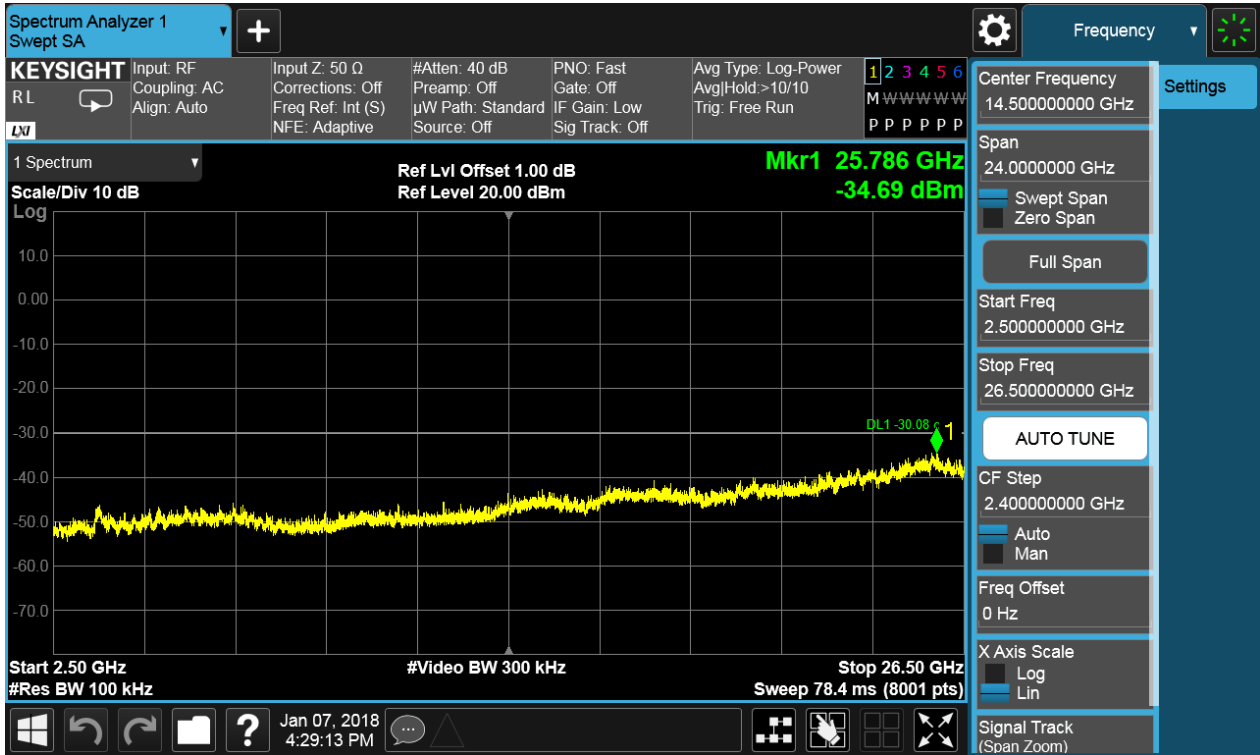 Spectrum Analyzer 1
Swept SA
Frequency
KEYSIGHT
R L
LXI
Input: RF
Coupling: AC
Align: Auto
Input Z: 50 Ω
Corrections: Off
Freq Ref: Int (S)
NFE: Adaptive
#Atten: 40 dB
Preamp: Off
µW Path: Standard
Source: Off
PNO: Fast
Gate: Off
IF Gain: Low
Sig Track: Off
Avg Type: Log-Power
Avg|Hold:>10/10
Trig: Free Run
1 2 3 4 5 6
M W W W W W
P P P P P P
1 Spectrum
Scale/Div 10 dB
Log
Ref Lvl Offset 1.00 dB
Ref Level 20.00 dBm
Mkr1 25.786 GHz
-34.69 dBm
10.0
0.00
-10.0
-20.0
-30.0
-40.0
-50.0
-60.0
-70.0
DL1 -30.08
1
Start 2.50 GHz
#Video BW 300 kHz
Stop 26.50 GHz
#Res BW 100 kHz
Sweep 78.4 ms (8001 pts)
Jan 07, 2018
4:29:13 PM
?
Center Frequency
14.500000000 GHz
Settings
Span
24.0000000 GHz
Swept Span
Zero Span
Full Span
Start Freq
2.500000000 GHz
Stop Freq
26.500000000 GHz
AUTO TUNE
CF Step
2.400000000 GHz
Auto
Man
Freq Offset
0 Hz
X Axis Scale
Log
Lin
Signal Track
(Span Zoom)